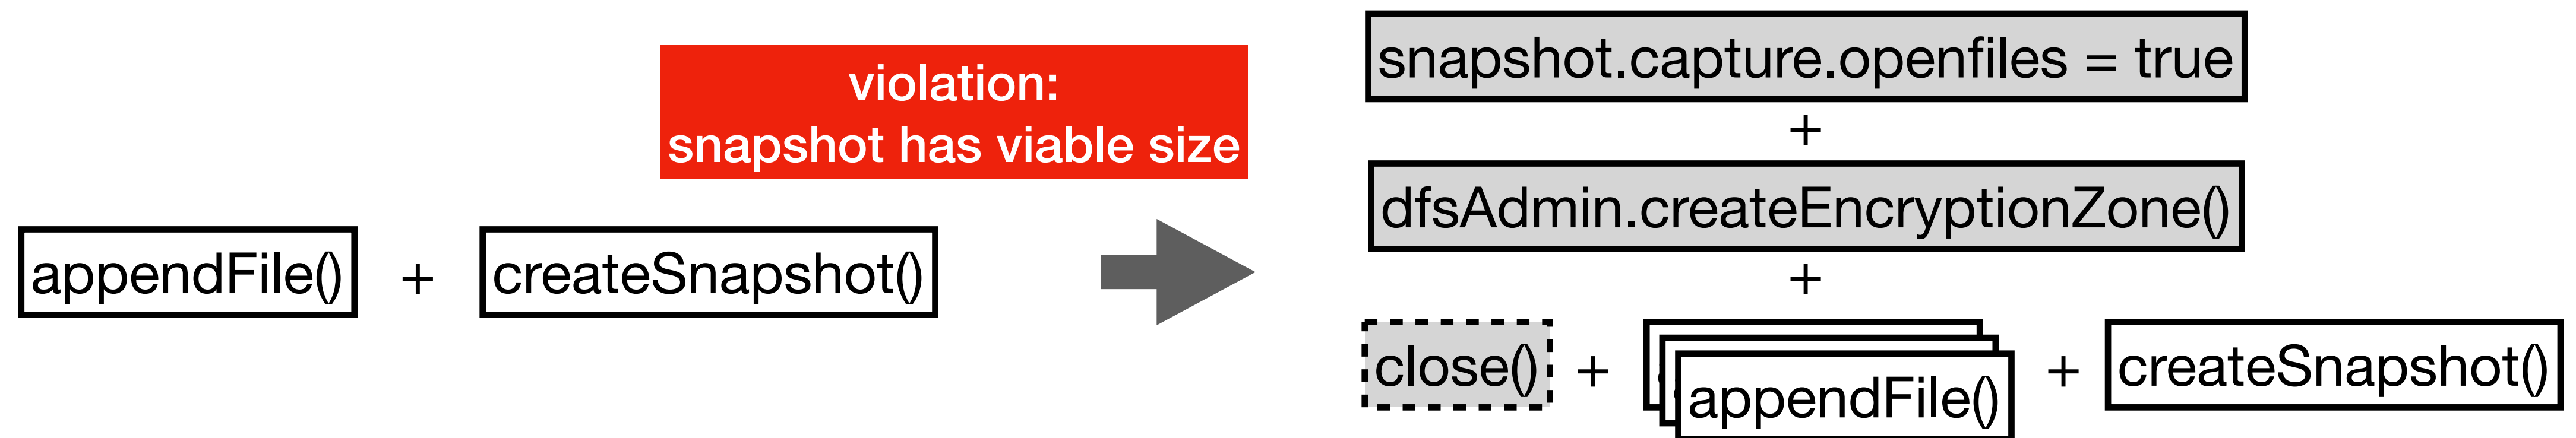 violation:
snapshot has viable size
appendFile() + createSnapshot()
snapshot.capture.openfiles = true
+
dfsAdmin.createEncryptionZone()
+
close() + appendFile() + createSnapshot()